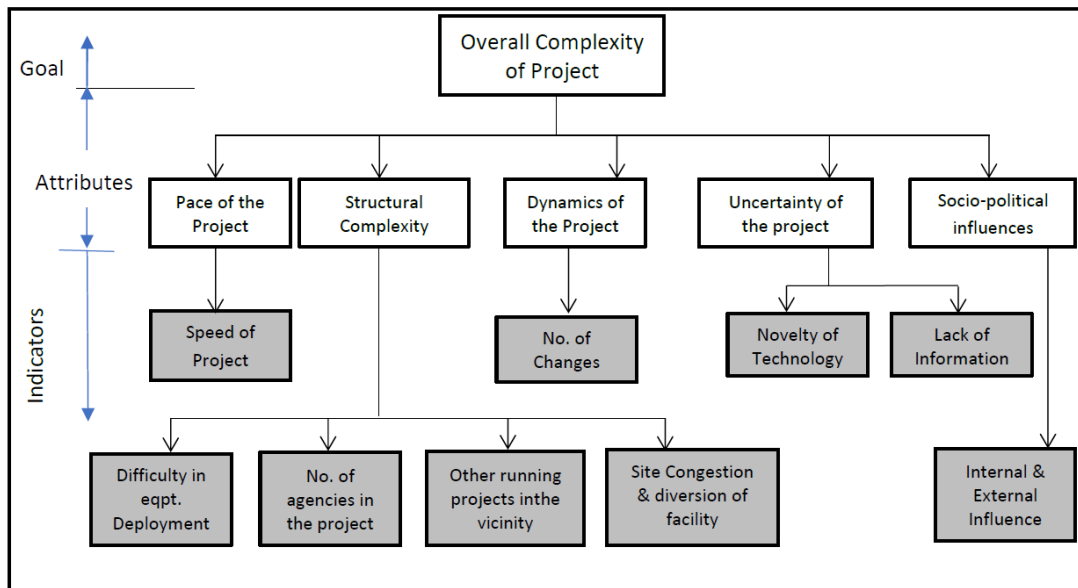 Overall Complexity
of Project
Goal
Attributes
Pace of the
Project
Structural
Complexity
Dynamics
of the Project
Uncertainty of
the project
Socio-political
influences
Indicators
Speed of
Project
No. of
Changes
Novelty of
Technology
Lack of
Information
Difficulty in
eqpt.
Deployment
No. of
agencies in
the project
Other running
projects inthe
vicinity
Site Congestion
& diversion of
facility
Internal &
External
Influence